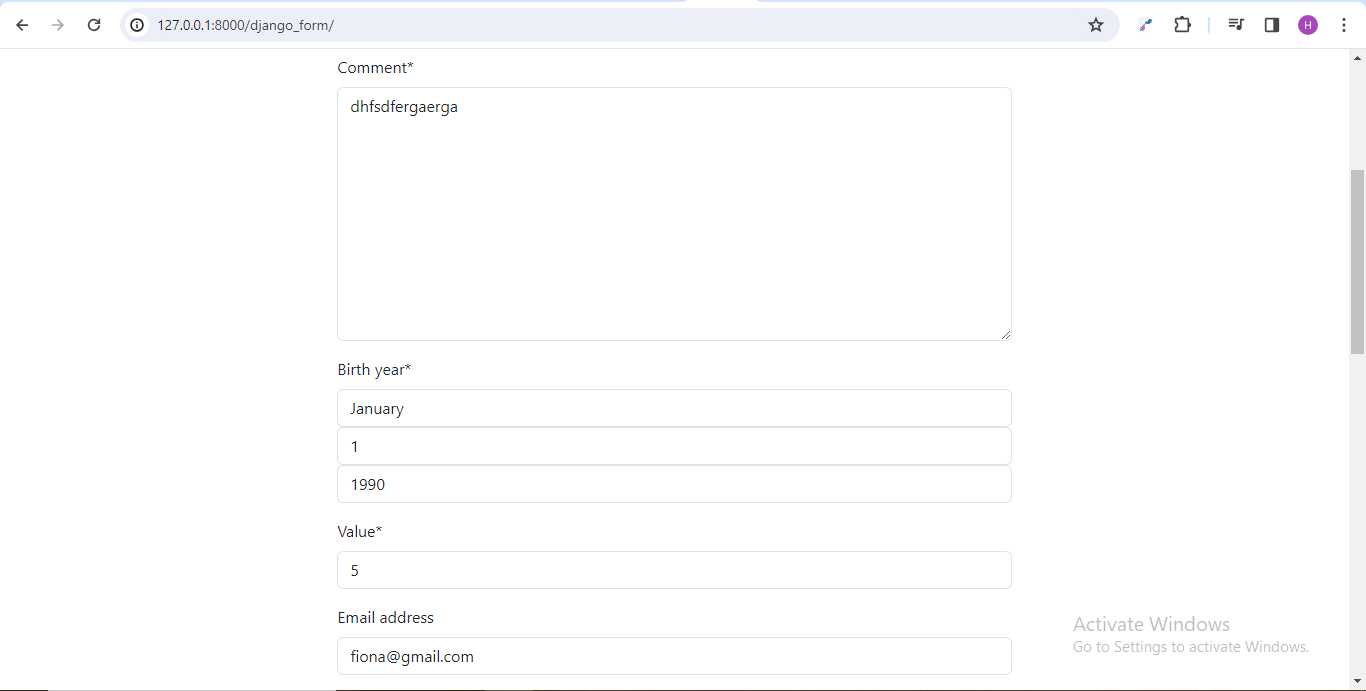 127.0.0.1:8000/django_form/
H
Comment*
dhfsdfergaerga
Birth year*
January
1
1990
Value*
5
Email address
fiona@gmail.com
Activate Windows
Go to Settings to activate Windows.